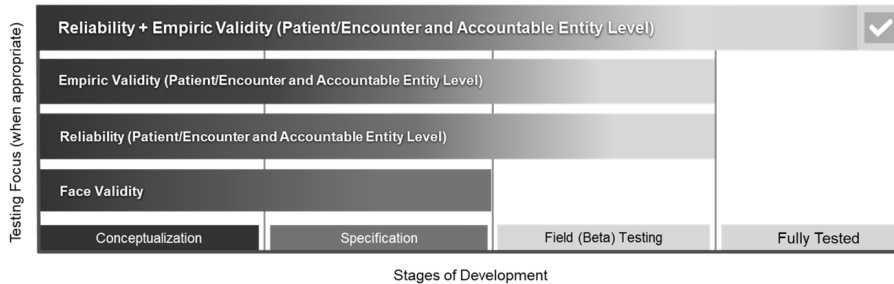 Testing Focus (when appropriate)
Reliability + Empiric Validity (Patient/Encounter and Accountable Entity Level)
Empiric Validity (Patient/Encounter and Accountable Entity Level)
Reliability (Patient/Encounter and Accountable Entity Level)
Face Validity
Conceptualization
Specification
Field (Beta) Testing
Fully Tested
Stages of Development